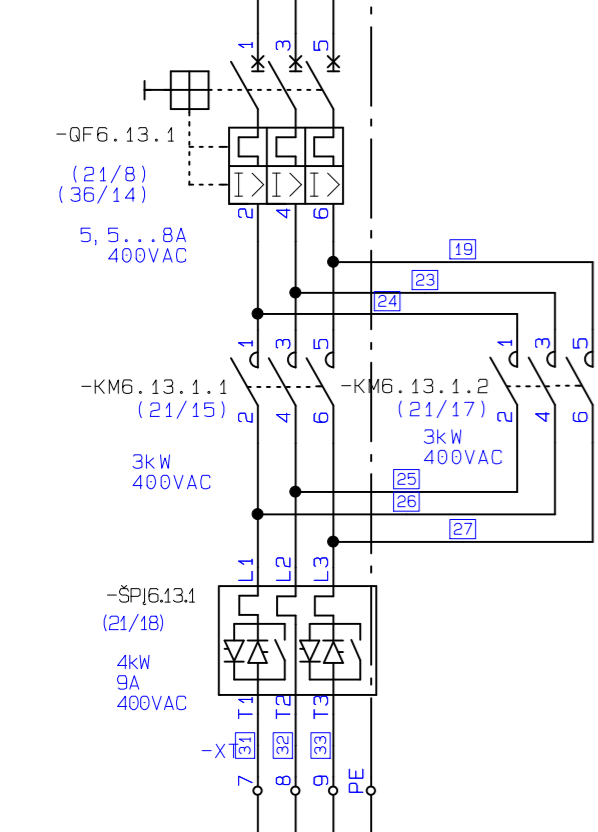 1 3 5
-QF6.13.1
(21/8)
(36/14)
I> I> I>
2 4 6
5,5...8A
400VAC
19
23
24
1 3 5
1 3 5
-KM6.13.1.1
-KM6.13.1.2
(21/15)
(21/17)
2 4 6
2 4 6
3kW
400VAC
3kW
400VAC
25
26
27
L1 L2 L3
-ŠPĮ6.13.1
(21/18)
4kW
9A
400VAC
T1 T2 T3
-XT
31 32 33
7 8 9 PE